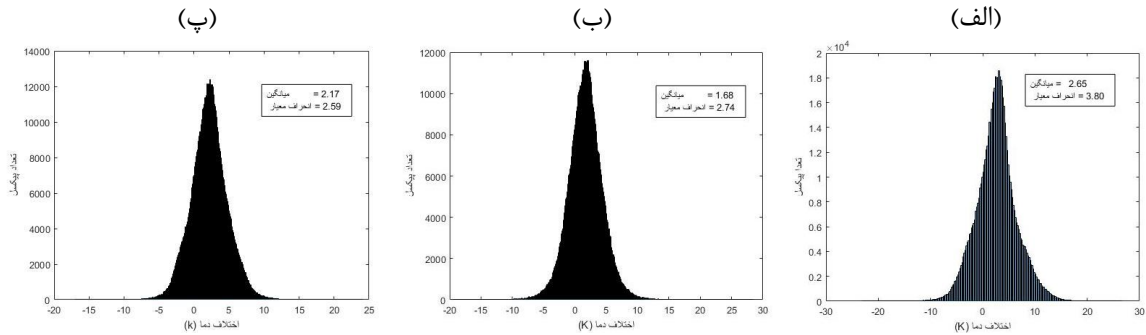 (الف)
(ب)
(پ)
× 10⁴
2
1.8
1.6
1.4
1.2
1
0.8
0.6
0.4
0.2
0
-30 -20 -10 0 10 20 30
تعدا پیکسل
اختلاف دما (K)
میانگین = 2.65
انحراف معیار = 3.80
12000
10000
8000
6000
4000
2000
0
-30 -25 -20 -15 -10 -5 0 5 10 15 20 25 30
تعداد پیکسل
اختلاف دما (K)
میانگین = 1.68
انحراف معیار = 2.74
14000
12000
10000
8000
6000
4000
2000
0
-20 -15 -10 -5 0 5 10 15 20 25
تعداد پیکسل
اختلاف دما (k)
میانگین = 2.17
انحراف معیار = 2.59